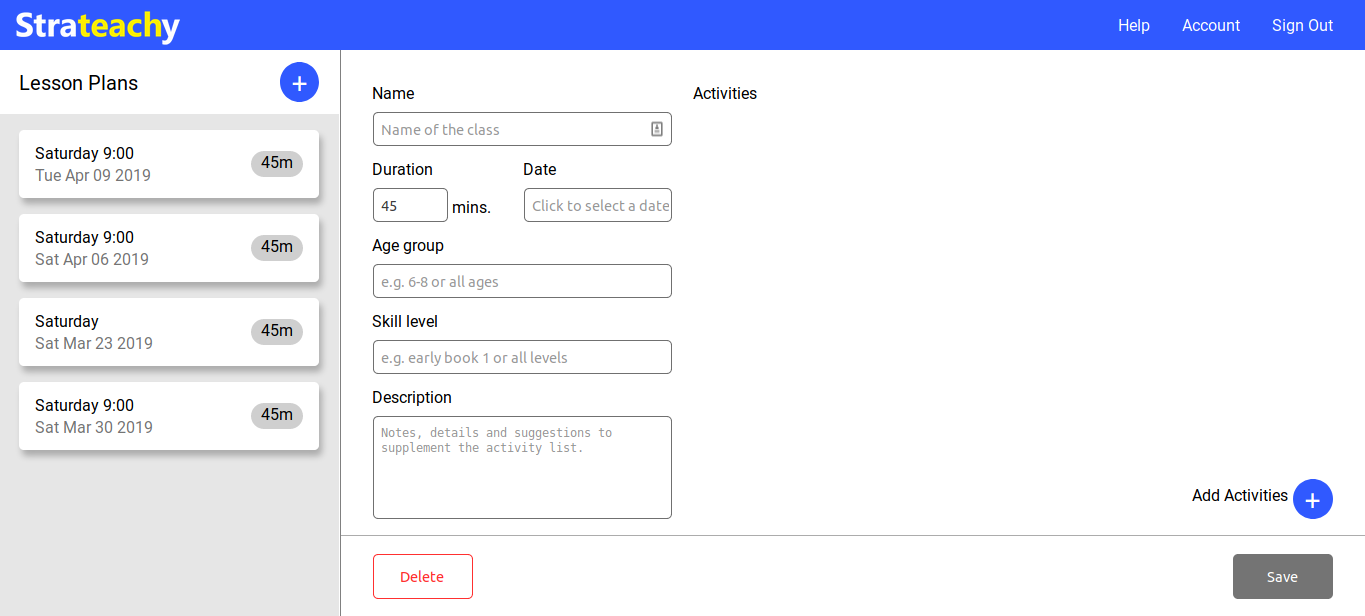 Strateachy
Help
Account
Sign Out
Lesson Plans
+
Saturday 9:00
Tue Apr 09 2019
45m
Saturday 9:00
Sat Apr 06 2019
45m
Saturday
Sat Mar 23 2019
45m
Saturday 9:00
Sat Mar 30 2019
45m
Name
Name of the class
Duration
Date
45
mins.
Click to select a date
Age group
e.g. 6-8 or all ages
Skill level
e.g. early book 1 or all levels
Description
Notes, details and suggestions to
supplement the activity list.
Activities
Add Activities
+
Delete
Save